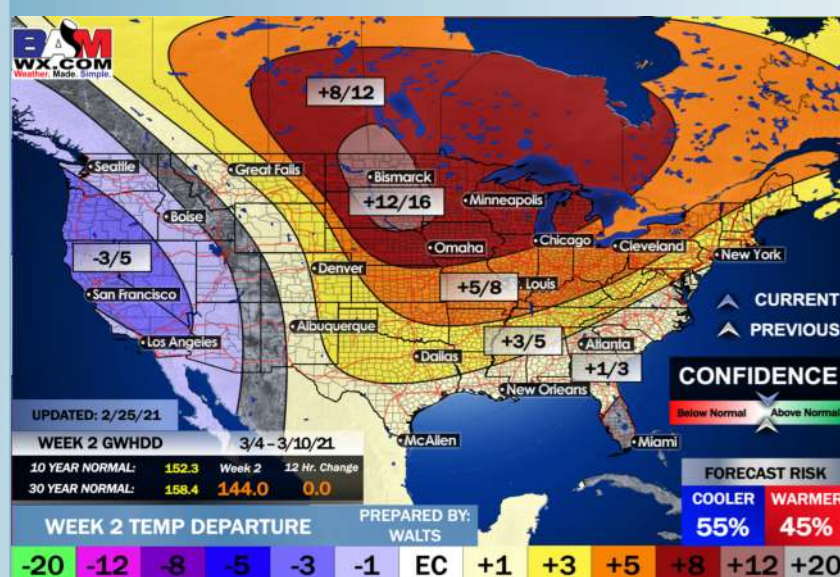 BAM
WX.COM
Weather. Made. Simple.
+8/12
Seattle
Great Falls
Bismarck
+12/16
Minneapolis
Boise
Omaha
Chicago
Cleveland
New York
-3/5
Denver
+5/8
Louis
San Francisco
CURRENT
Los Angeles
Albuquerque
+3/5
Atlanta
PREVIOUS
Dallas
+1/3
New Orleans
CONFIDENCE
Below Normal
Above Normal
McAllen
Miami
UPDATED: 2/25/21
WEEK 2 GWHDD 3/4 – 3/10/21
10 YEAR NORMAL: 152.3 Week 2 12 Hr. Change
30 YEAR NORMAL: 158.4 144.0 0.0
FORECAST RISK
COOLER WARMER
55% 45%
WEEK 2 TEMP DEPARTURE
PREPARED BY:
WALTS
-20 -12 -8 -5 -3 -1 EC +1 +3 +5 +8 +12 +20